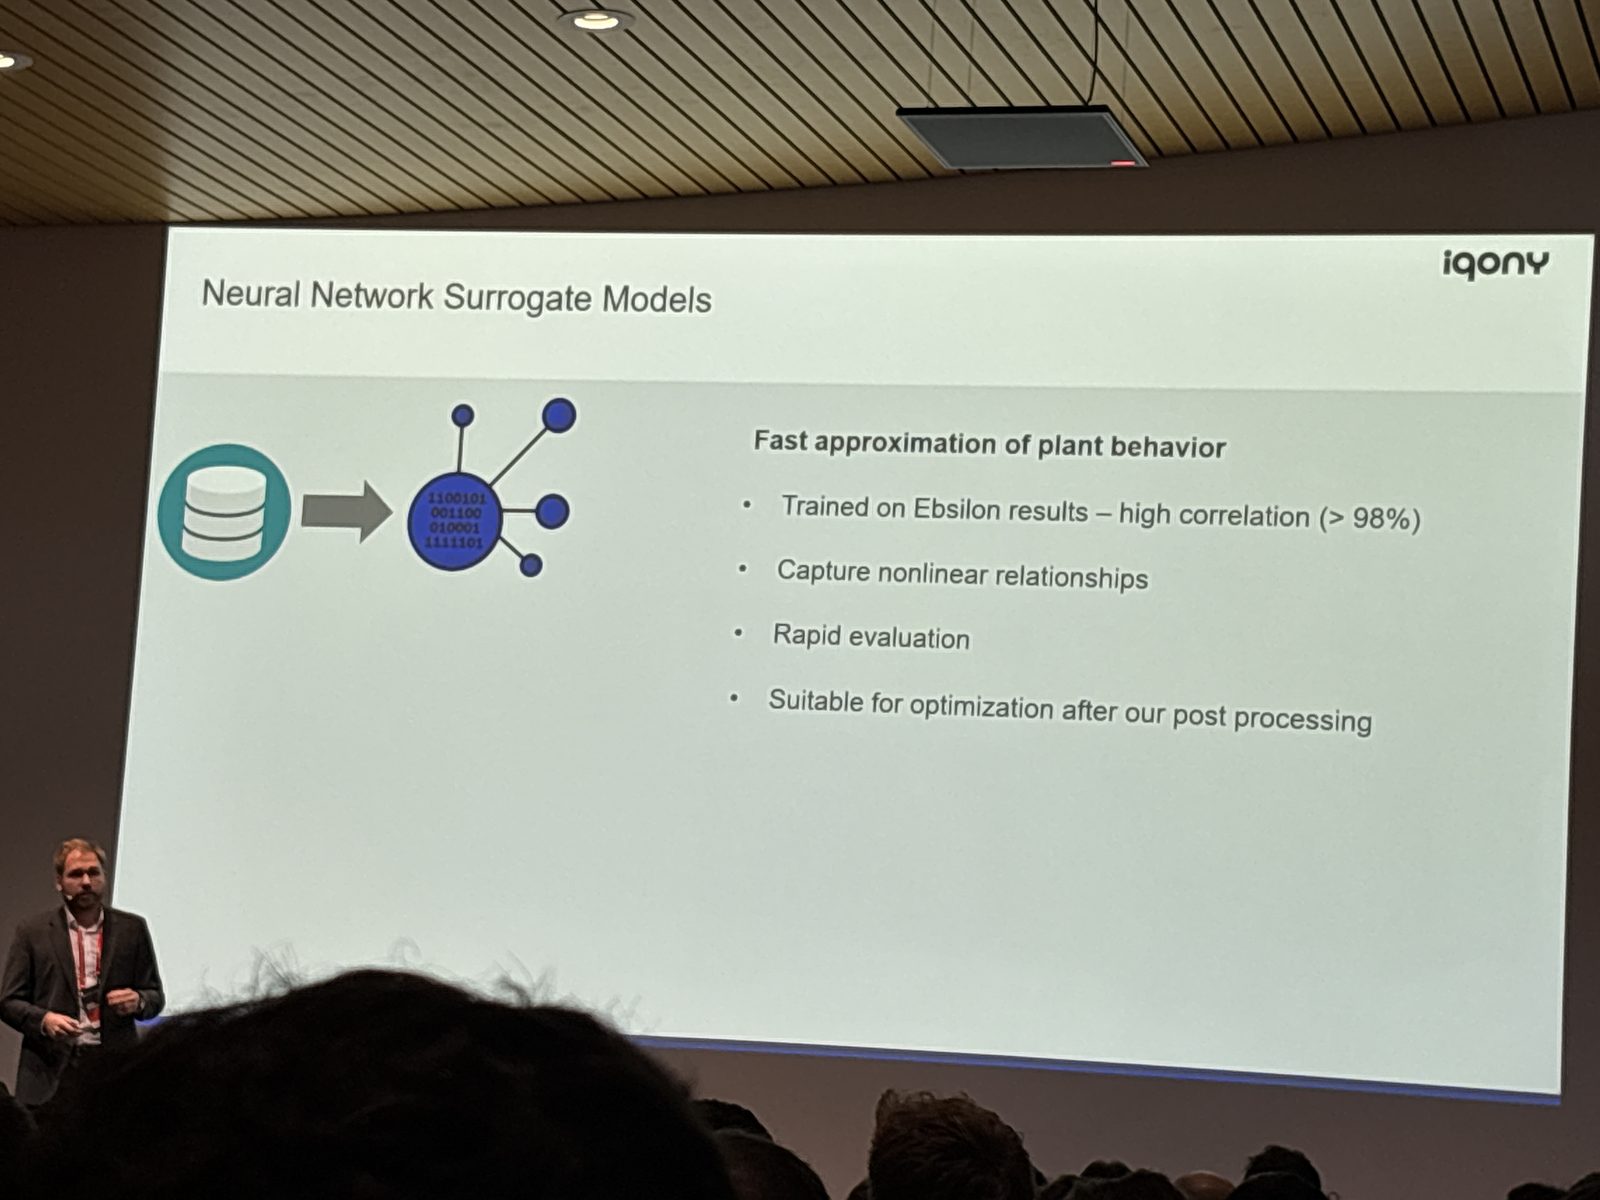 iqony
Neural Network Surrogate Models
1100101
001100
010001
1111101
Fast approximation of plant behavior
• Trained on Ebsilon results – high correlation (> 98%)
• Capture nonlinear relationships
• Rapid evaluation
• Suitable for optimization after our post processing